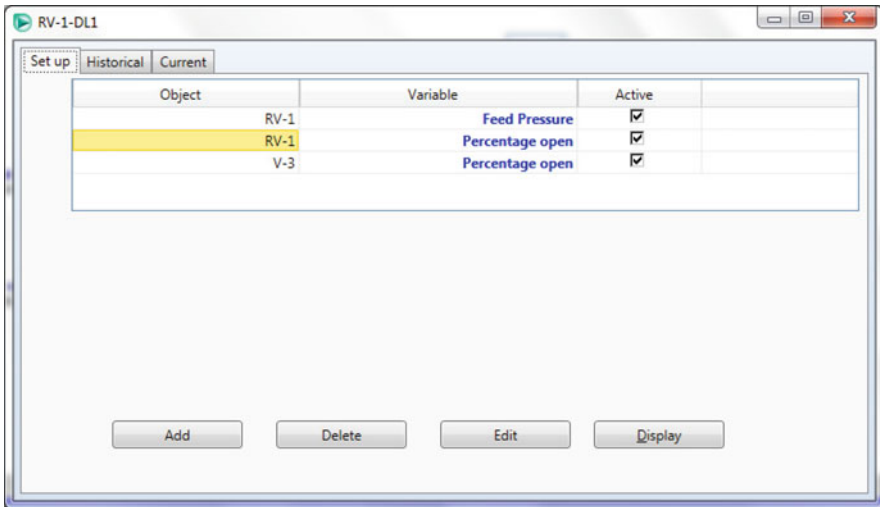 RV-1-DL1
Set up Historical Current
Object Variable Active
RV-1 Feed Pressure
RV-1 Percentage open
V-3 Percentage open
Add Delete Edit Display